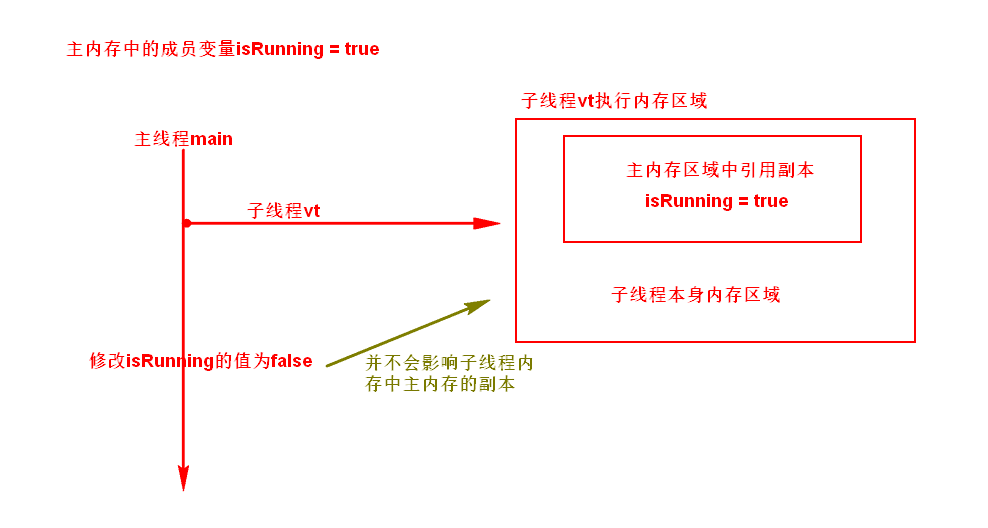 主内存中的成员变量isRunning = true
子线程vt执行内存区域
主线程main
主内存区域中引用副本
isRunning = true
子线程vt
子线程本身内存区域
修改isRunning的值为false
并不会影响子线程内
存中主内存的副本